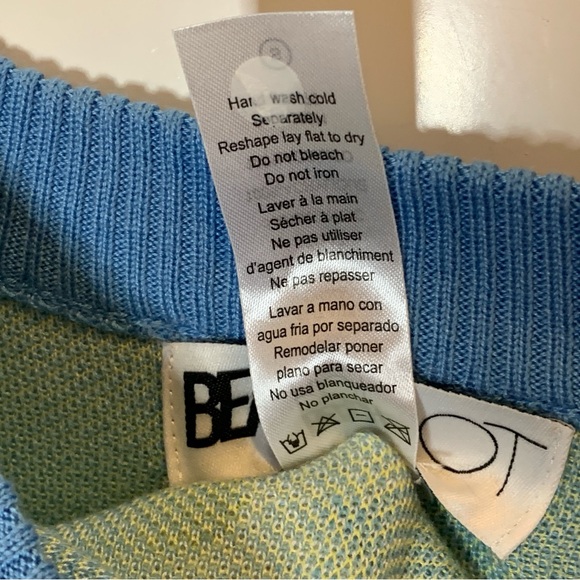 Hand wash cold
Separately
Reshape lay flat to dry
Do not bleach
Do not iron
Laver à la main
Sécher à plat
Ne pas utiliser
d'agent de blanchiment
Ne pas repasser
Lavar a mano con
agua fria por separado
Remodelar poner
plano para secar
No usa blanqueador
No planchar
BE
OT